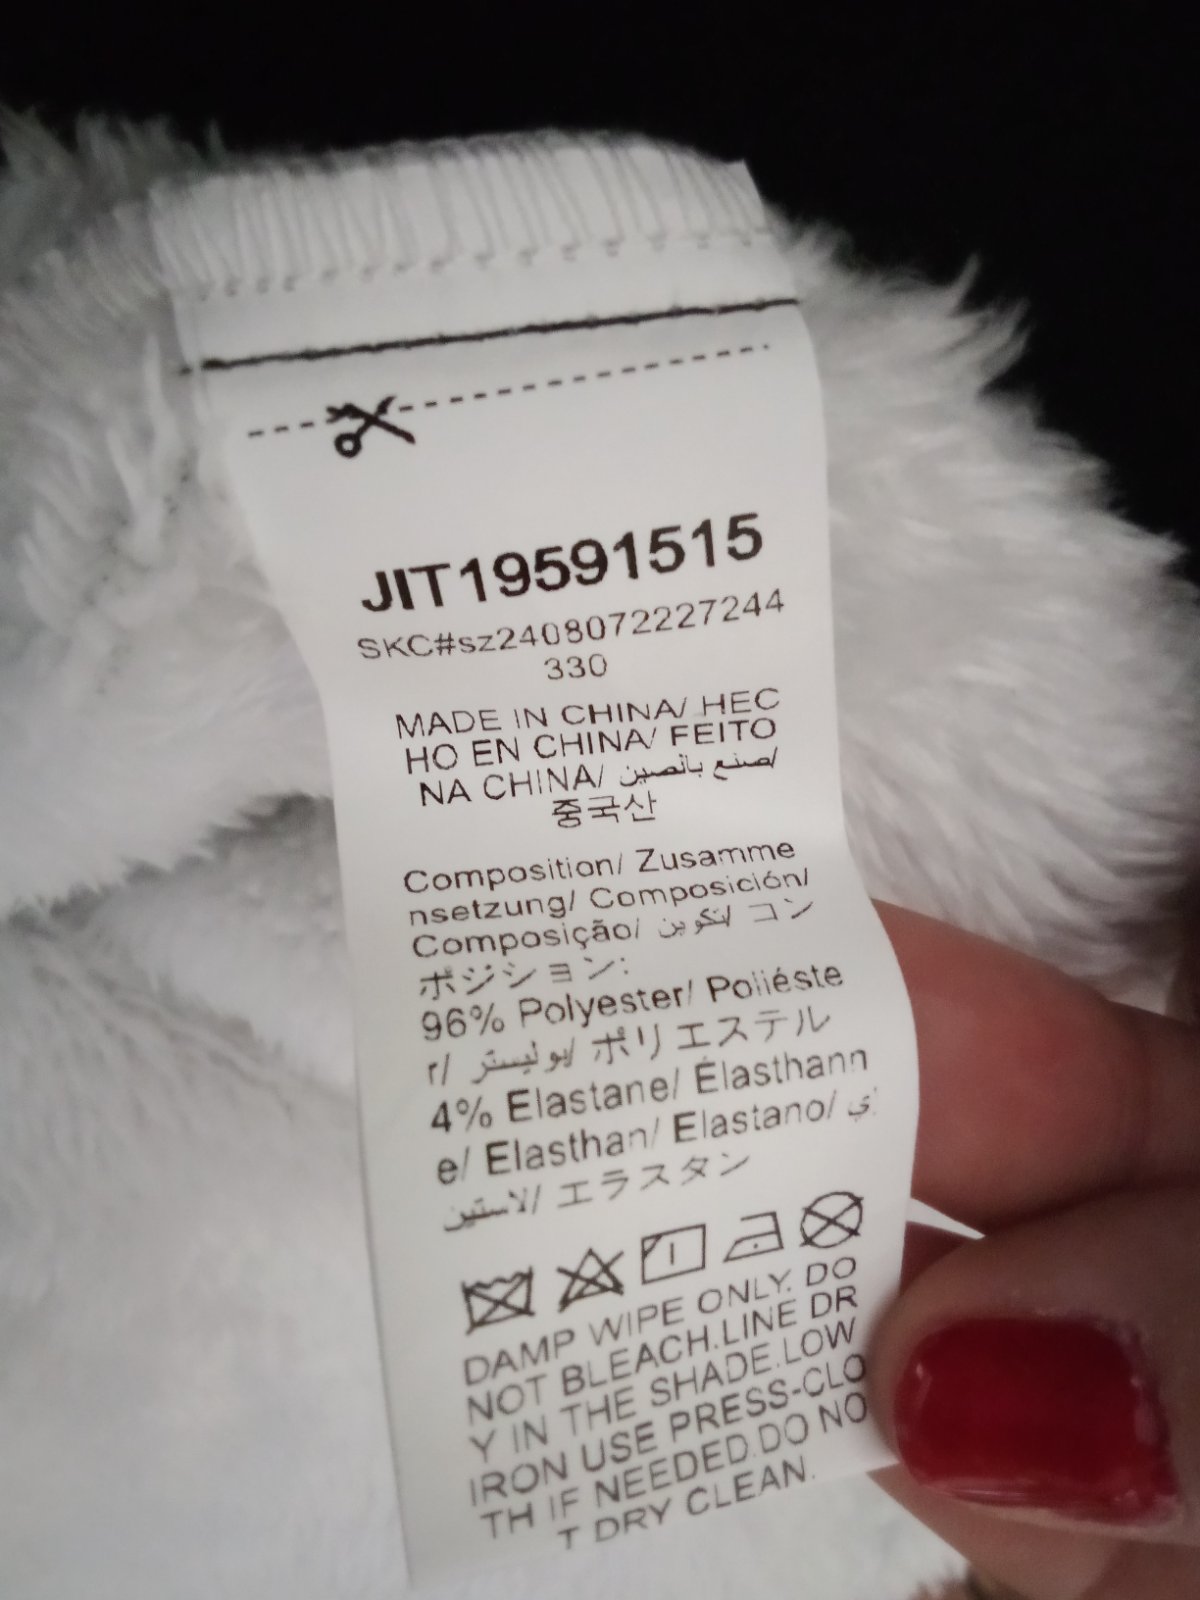 JIT19591515
SKC#sz2408072227244
330
MADE IN CHINA/ HEC
HO EN CHINA/ FEITO
NA CHINA/ صنع بالصين/
중국산
Composition/ Zusamme
nsetzung/ Composición/
Composição/ تكوين/ コン
ポジション:
96% Polyester/ Poliéste
r/ بوليستر/ ポリエステル
4% Elastane/ Élasthann
e/ Elasthan/ Elastano/ إي
لاستين/ エラスタン
DAMP WIPE ONLY. DO
NOT BLEACH.LINE DR
Y IN THE SHADE.LOW
IRON USE PRESS-CLO
TH IF NEEDED.DO NO
T DRY CLEAN.